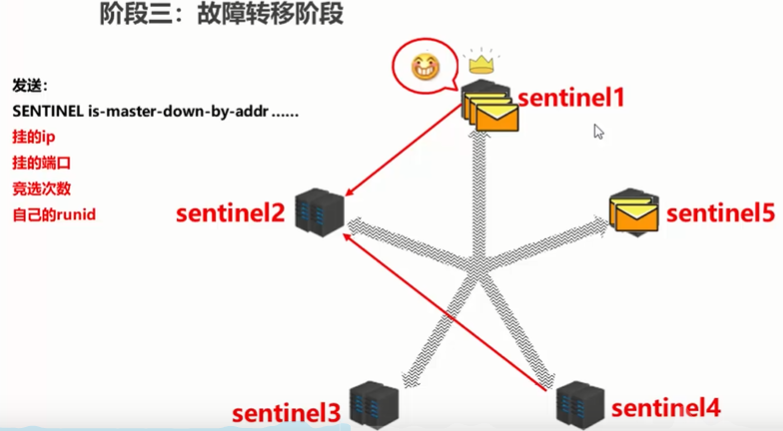 阶段三：故障转移阶段
发送：
SENTINEL is-master-down-by-addr ......
挂的ip
挂的端口
竞选次数
自己的runid
sentinel1
sentinel2
sentinel5
sentinel3
sentinel4